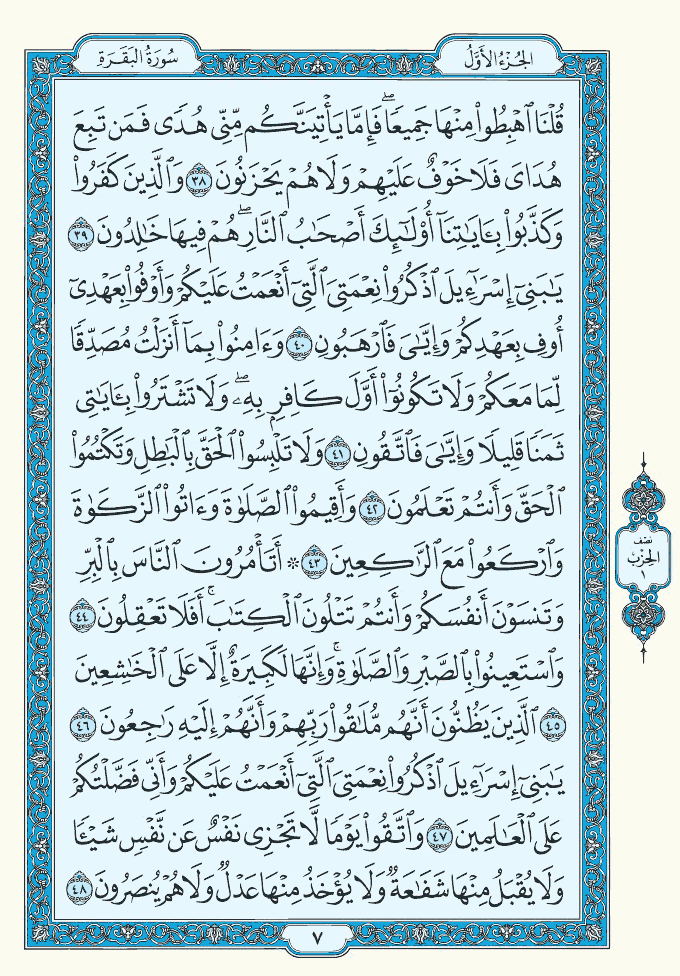 الجُزْءُ الأَوَّلُ
سُورَةُ البَقَرَةِ
قُلْنَا ٱهْبِطُوا۟ مِنْهَا جَمِيعًاۖ فَإِمَّا يَأْتِيَنَّكُم مِّنِّى هُدًى فَمَن تَبِعَ
هُدَاىَ فَلَا خَوْفٌ عَلَيْهِمْ وَلَا هُمْ يَحْزَنُونَ ٣٨ وَٱلَّذِينَ كَفَرُوا۟
وَكَذَّبُوا۟ بِـَٔايَـٰتِنَآ أُو۟لَـٰٓئِكَ أَصْحَـٰبُ ٱلنَّارِۖ هُمْ فِيهَا خَـٰلِدُونَ ٣٩
يَـٰبَنِىٓ إِسْرَٰٓءِيلَ ٱذْكُرُوا۟ نِعْمَتِىَ ٱلَّتِىٓ أَنْعَمْتُ عَلَيْكُمْ وَأَوْفُوا۟ بِعَهْدِىٓ
أُوفِ بِعَهْدِكُمْ وَإِيَّـٰىَ فَٱرْهَبُونِ ٤٠ وَءَامِنُوا۟ بِمَآ أَنزَلْتُ مُصَدِّقًا
لِّمَا مَعَكُمْ وَلَا تَكُونُوٓا۟ أَوَّلَ كَافِرٍۭ بِهِۦۖ وَلَا تَشْتَرُوا۟ بِـَٔايَـٰتِى
ثَمَنًا قَلِيلًا وَإِيَّـٰىَ فَٱتَّقُونِ ٤١ وَلَا تَلْبِسُوا۟ ٱلْحَقَّ بِٱلْبَـٰطِلِ وَتَكْتُمُوا۟
ٱلْحَقَّ وَأَنتُمْ تَعْلَمُونَ ٤٢ وَأَقِيمُوا۟ ٱلصَّلَوٰةَ وَءَاتُوا۟ ٱلزَّكَوٰةَ
وَٱرْكَعُوا۟ مَعَ ٱلرَّٰكِعِينَ ٤٣ ۞ أَتَأْمُرُونَ ٱلنَّاسَ بِٱلْبِرِّ
وَتَنسَوْنَ أَنفُسَكُمْ وَأَنتُمْ تَتْلُونَ ٱلْكِتَـٰبَۚ أَفَلَا تَعْقِلُونَ ٤٤
وَٱسْتَعِينُوا۟ بِٱلصَّبْرِ وَٱلصَّلَوٰةِۚ وَإِنَّهَا لَكَبِيرَةٌ إِلَّا عَلَى ٱلْخَـٰشِعِينَ
٤٥ ٱلَّذِينَ يَظُنُّونَ أَنَّهُم مُّلَـٰقُوا۟ رَبِّهِمْ وَأَنَّهُمْ إِلَيْهِ رَٰجِعُونَ ٤٦
يَـٰبَنِىٓ إِسْرَٰٓءِيلَ ٱذْكُرُوا۟ نِعْمَتِىَ ٱلَّتِىٓ أَنْعَمْتُ عَلَيْكُمْ وَأَنِّى فَضَّلْتُكُمْ
عَلَى ٱلْعَـٰلَمِينَ ٤٧ وَٱتَّقُوا۟ يَوْمًا لَّا تَجْزِى نَفْسٌ عَن نَّفْسٍ شَيْـًٔا
وَلَا يُقْبَلُ مِنْهَا شَفَـٰعَةٌ وَلَا يُؤْخَذُ مِنْهَا عَدْلٌ وَلَا هُمْ يُنصَرُونَ ٤٨
نِصْف
الحِزْبِ
٧